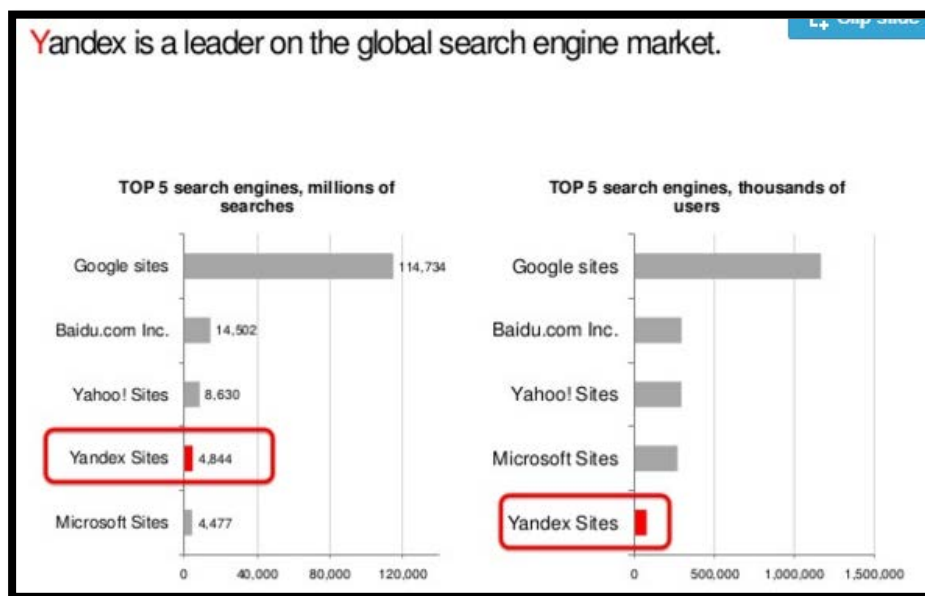 Clip slide
Yandex is a leader on the global search engine market.
TOP 5 search engines, millions of
searches
Google sites
114,734
Baidu.com Inc.
14,502
Yahoo! Sites
8,630
Yandex Sites
4,844
Microsoft Sites
4,477
0
40,000
80,000
120,000
TOP 5 search engines, thousands of
users
Google sites
Baidu.com Inc.
Yahoo! Sites
Microsoft Sites
Yandex Sites
0
500,000
1,000,000
1,500,000